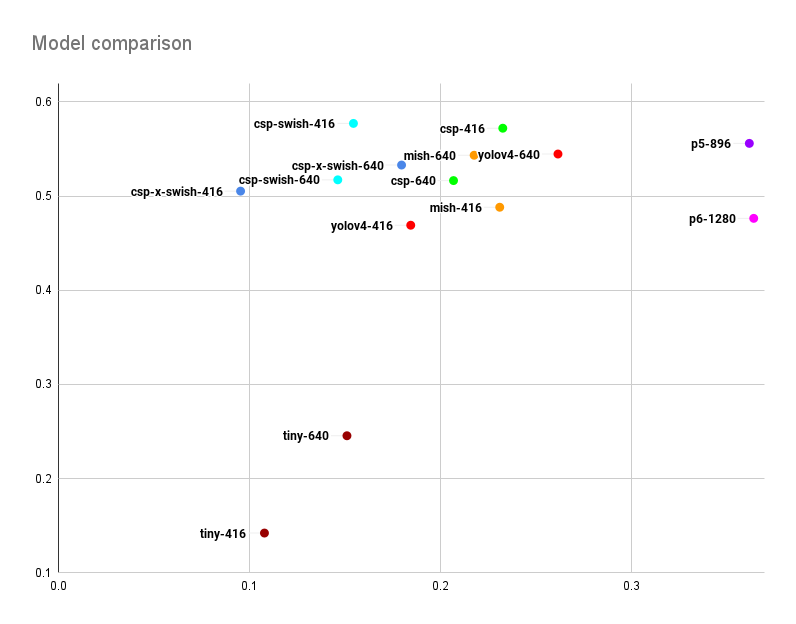 Model comparison
0.6
csp-swish-416
csp-416
p5-896
mish-640
yolov4-640
csp-x-swish-640
csp-swish-640
csp-640
csp-x-swish-416
0.5
mish-416
p6-1280
yolov4-416
0.4
0.3
tiny-640
0.2
tiny-416
0.1
0.0
0.1
0.2
0.3